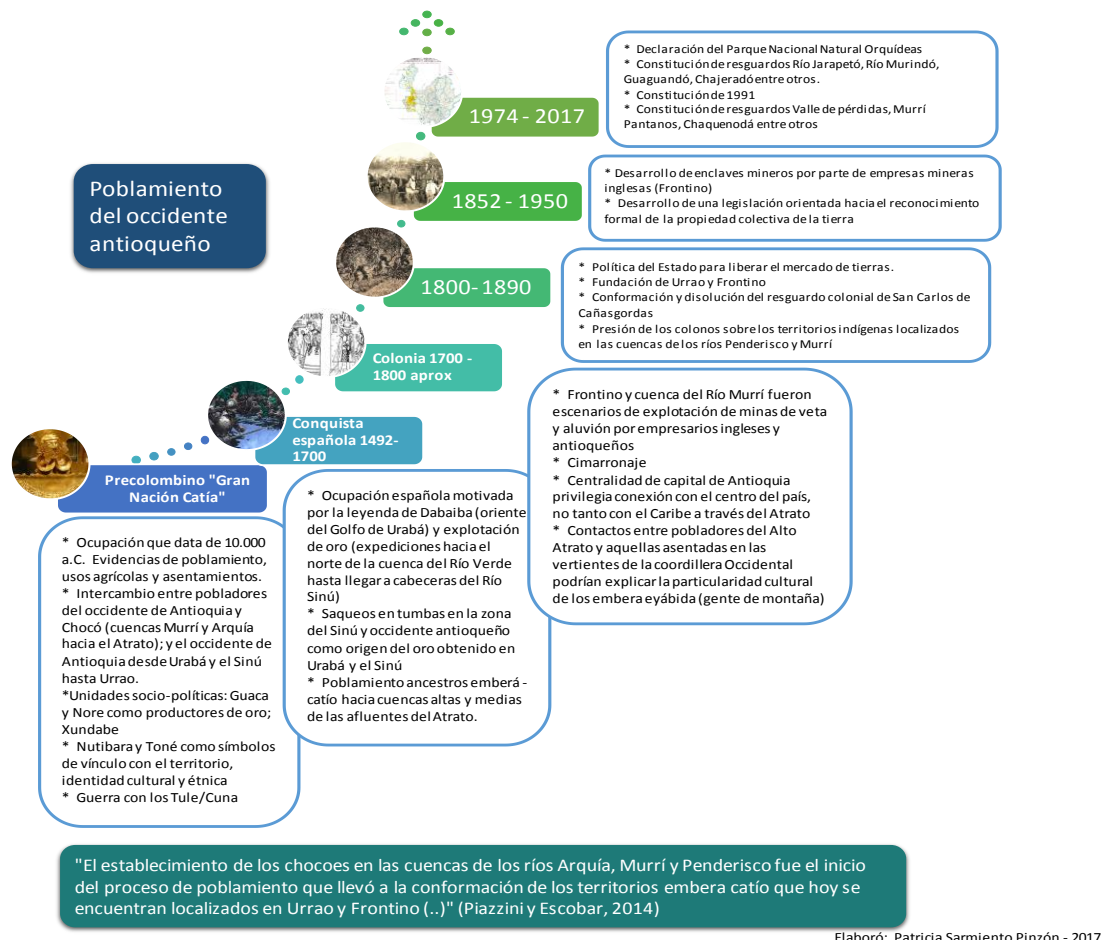 Poblamiento
del occidente
antioqueño
1974 - 2017
* Declaración del Parque Nacional Natural Orquídeas
* Constitución de resguardos Río Jarapetó, Río Murindó,
Guaguandó, Chajeradó entre otros.
* Constitución de 1991
* Constitución de resguardos Valle de pérdidas, Murrí
Pantanos, Chaquenodá entre otros
1852 - 1950
* Desarrollo de enclaves mineros por parte de empresas mineras
inglesas (Frontino)
* Desarrollo de una legislación orientada hacia el reconocimiento
formal de la propiedad colectiva de la tierra
1800- 1890
* Política del Estado para liberar el mercado de tierras.
* Fundación de Urrao y Frontino
* Conformación y disolución del resguardo colonial de San Carlos de
Cañasgordas
* Presión de los colonos sobre los territorios indígenas localizados
en las cuencas de los ríos Penderisco y Murrí
Colonia 1700 -
1800 aprox
* Frontino y cuenca del Río Murrí fueron
escenarios de explotación de minas de veta
y aluvión por empresarios ingleses y
antioqueños
* Cimarronaje
* Centralidad de capital de Antioquia
privilegia conexión con el centro del país,
no tanto con el Caribe a través del Atrato
* Contactos entre pobladores del Alto
Atrato y aquellas asentadas en las
vertientes de la coordillera Occidental
podrían explicar la particularidad cultural
de los embera eyábida (gente de montaña)
Conquista
española 1492-
1700
* Ocupación española motivada
por la leyenda de Dabaiba (oriente
del Golfo de Urabá) y explotación
de oro (expediciones hacia el
norte de la cuenca del Río Verde
hasta llegar a cabeceras del Río
Sinú)
* Saqueos en tumbas en la zona
del Sinú y occidente antioqueño
como origen del oro obtenido en
Urabá y el Sinú
* Poblamiento ancestros emberá -
catío hacia cuencas altas y medias
de las afluentes del Atrato.
Precolombino "Gran
Nación Catía"
* Ocupación que data de 10.000
a.C. Evidencias de poblamiento,
usos agrícolas y asentamientos.
* Intercambio entre pobladores
del occidente de Antioquia y
Chocó (cuencas Murrí y Arquía
hacia el Atrato); y el occidente de
Antioquia desde Urabá y el Sinú
hasta Urrao.
*Unidades socio-políticas: Guaca
y Nore como productores de oro;
Xundabe
* Nutibara y Toné como símbolos
de vínculo con el territorio,
identidad cultural y étnica
* Guerra con los Tule/Cuna
"El establecimiento de los chocoes en las cuencas de los ríos Arquía, Murrí y Penderisco fue el inicio
del proceso de poblamiento que llevó a la conformación de los territorios embera catío que hoy se
encuentran localizados en Urrao y Frontino (..)" (Piazzini y Escobar, 2014)
Elaboró: Patricia Sarmiento Pinzón - 2017